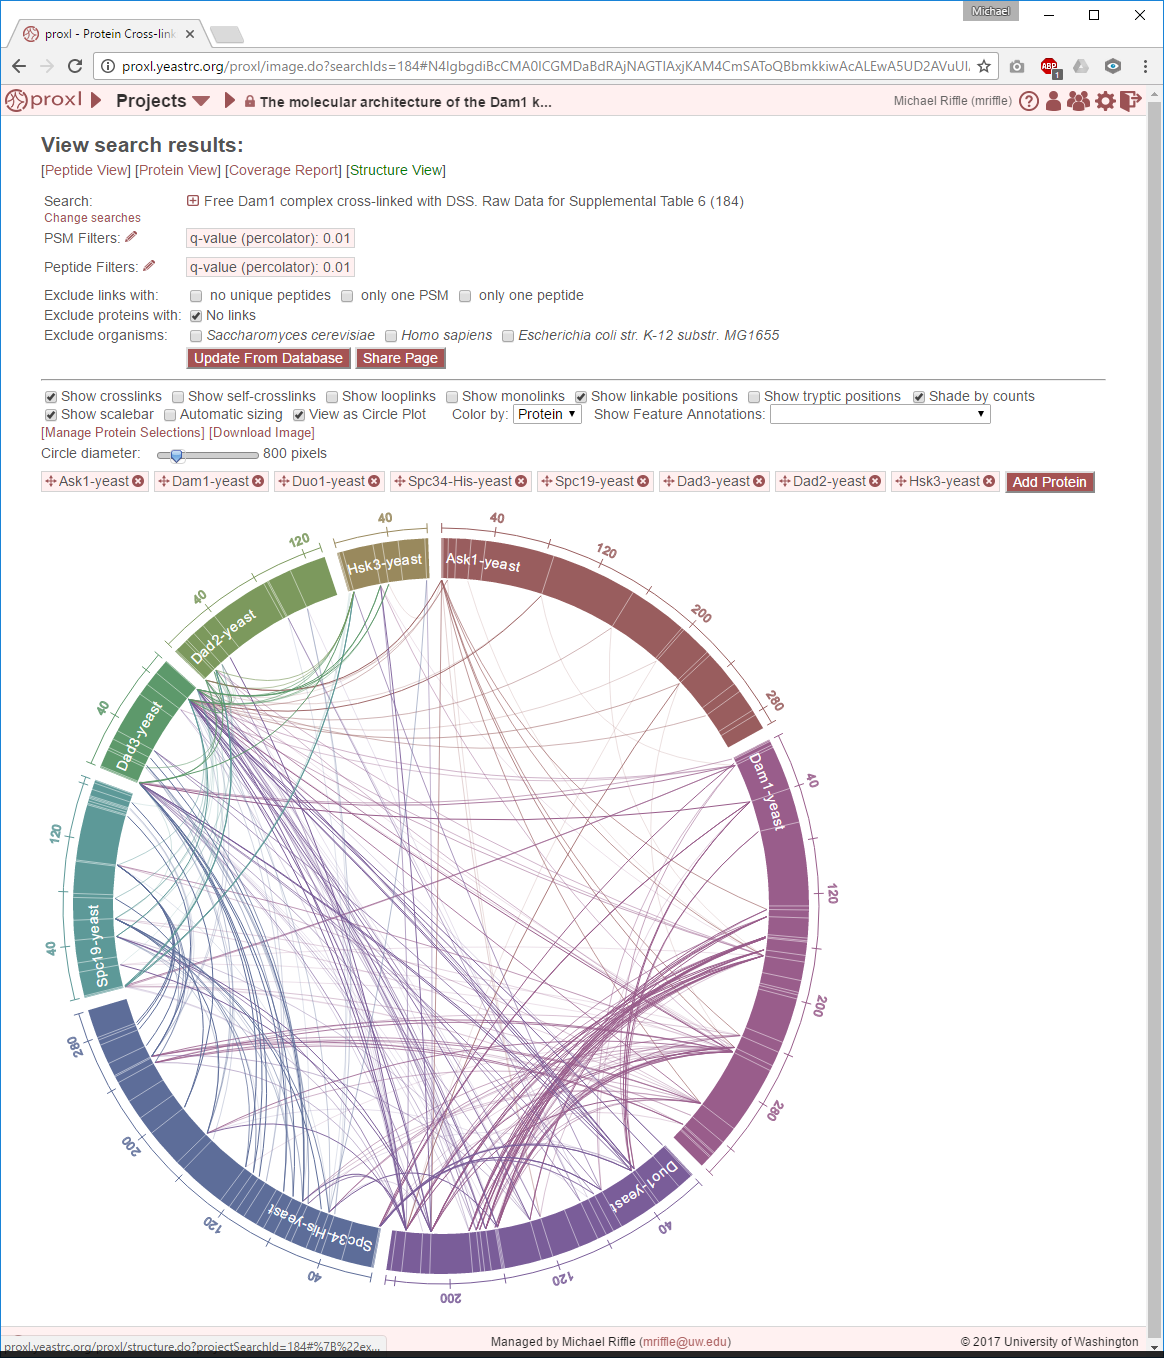 Michael
proxl - Protein Cross-link
proxl.yeastrc.org/proxl/image.do?searchIds=184#N4IgbgdiBcCMA0ICGMDaBdRAjNAGTIAxjKAM4CmSAToQBbmkkiwAcALEwA5UD2AVuUI
ABP
1
proxl Projects The molecular architecture of the Dam1 k...
Michael Riffle (mriffle)
View search results:
[Peptide View] [Protein View] [Coverage Report] [Structure View]
Search: Free Dam1 complex cross-linked with DSS. Raw Data for Supplemental Table 6 (184)
Change searches
PSM Filters: q-value (percolator): 0.01
Peptide Filters: q-value (percolator): 0.01
Exclude links with: no unique peptides only one PSM only one peptide
Exclude proteins with: No links
Exclude organisms: Saccharomyces cerevisiae Homo sapiens Escherichia coli str. K-12 substr. MG1655
Update From Database Share Page
Show crosslinks Show self-crosslinks Show looplinks Show monolinks Show linkable positions Show tryptic positions Shade by counts
Show scalebar Automatic sizing View as Circle Plot Color by: Protein Show Feature Annotations:
[Manage Protein Selections] [Download Image]
Circle diameter: 800 pixels
Ask1-yeast Dam1-yeast Duo1-yeast Spc34-His-yeast Spc19-yeast Dad3-yeast Dad2-yeast Hsk3-yeast Add Protein
Ask1-yeast
40
120
200
280
Dam1-yeast
40
120
200
280
Duo1-yeast
40
120
200
Spc34-His-yeast
40
120
200
280
Spc19-yeast
40
120
Dad3-yeast
40
Dad2-yeast
40
120
Hsk3-yeast
40
proxl.yeastrc.org/proxl/structure.do?projectSearchId=184#%7B%22ex...
Managed by Michael Riffle (mriffle@uw.edu)
© 2017 University of Washington